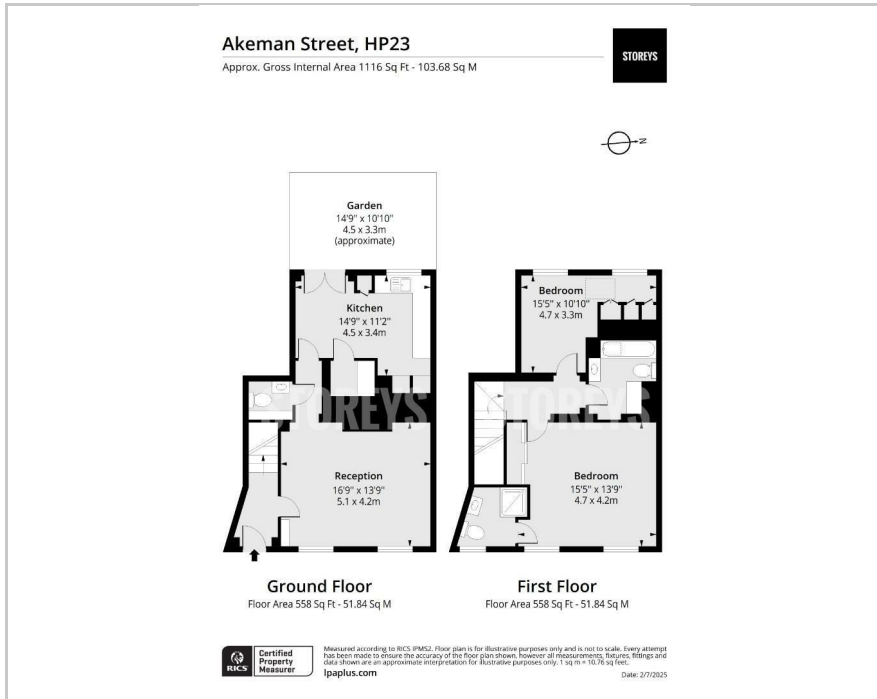 Akeman Street, HP23
Approx. Gross Internal Area 1116 Sq Ft - 103.68 Sq M
STOREYS
N
Garden
14'9" x 10'10"
4.5 x 3.3m
(approximate)
Kitchen
14'9" x 11'2"
4.5 x 3.4m
Bedroom
15'5" x 10'10"
4.7 x 3.3m
STOREYS
STOREYS
Reception
16'9" x 13'9"
5.1 x 4.2m
Bedroom
15'5" x 13'9"
4.7 x 4.2m
Ground Floor
Floor Area 558 Sq Ft - 51.84 Sq M
First Floor
Floor Area 558 Sq Ft - 51.84 Sq M
RICS
Certified
Property
Measurer
Measured according to RICS IPMS2. Floor plan is for illustrative purposes only and is not to scale. Every attempt
has been made to ensure the accuracy of the floor plan shown, however all measurements, fixtures, fittings and
data shown are an approximate interpretation for illustrative purposes only. 1 sq m = 10.76 sq feet.
lpaplus.com
Date: 2/7/2025